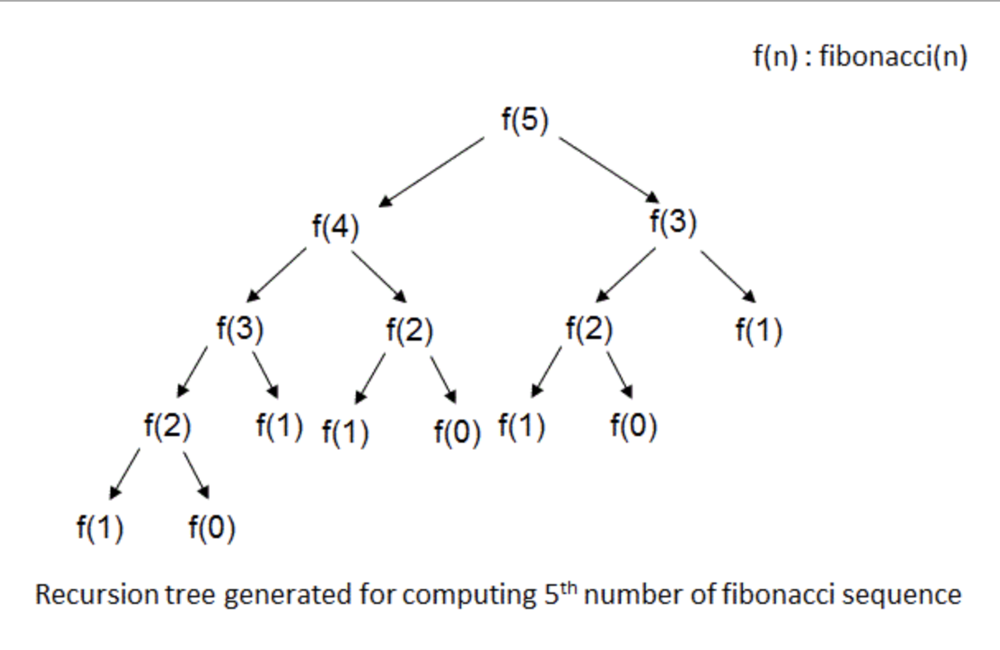 f(n) : fibonacci(n)
f(5)
f(4) f(3)
f(3) f(2) f(2) f(1)
f(2) f(1) f(1) f(0) f(1) f(0)
f(1) f(0)
Recursion tree generated for computing 5th number of fibonacci sequence